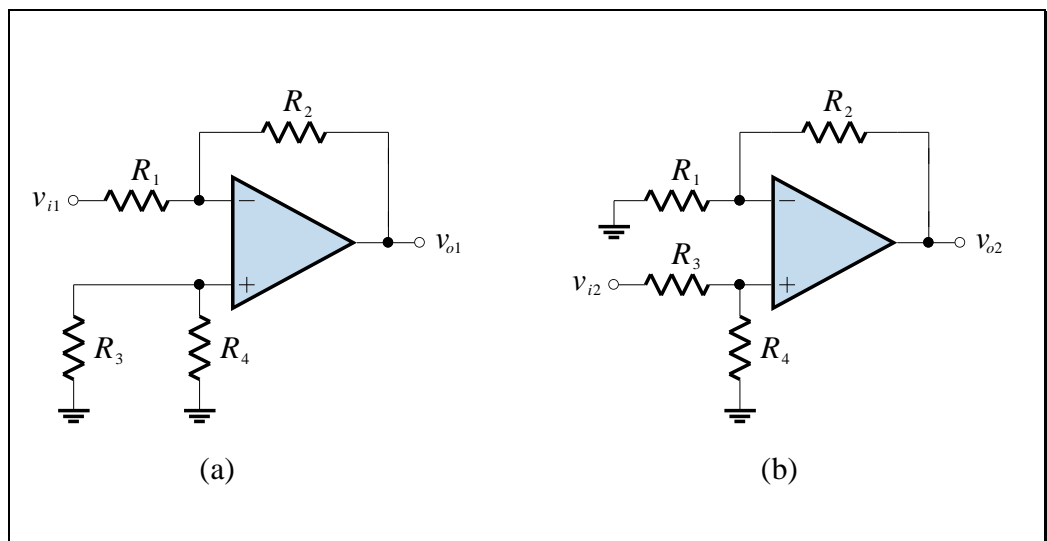 R₂
R₁
vᵢ₁
−
+
vₒ₁
R₃
R₄
(a)
R₂
R₁
−
R₃
vᵢ₂
+
vₒ₂
R₄
(b)